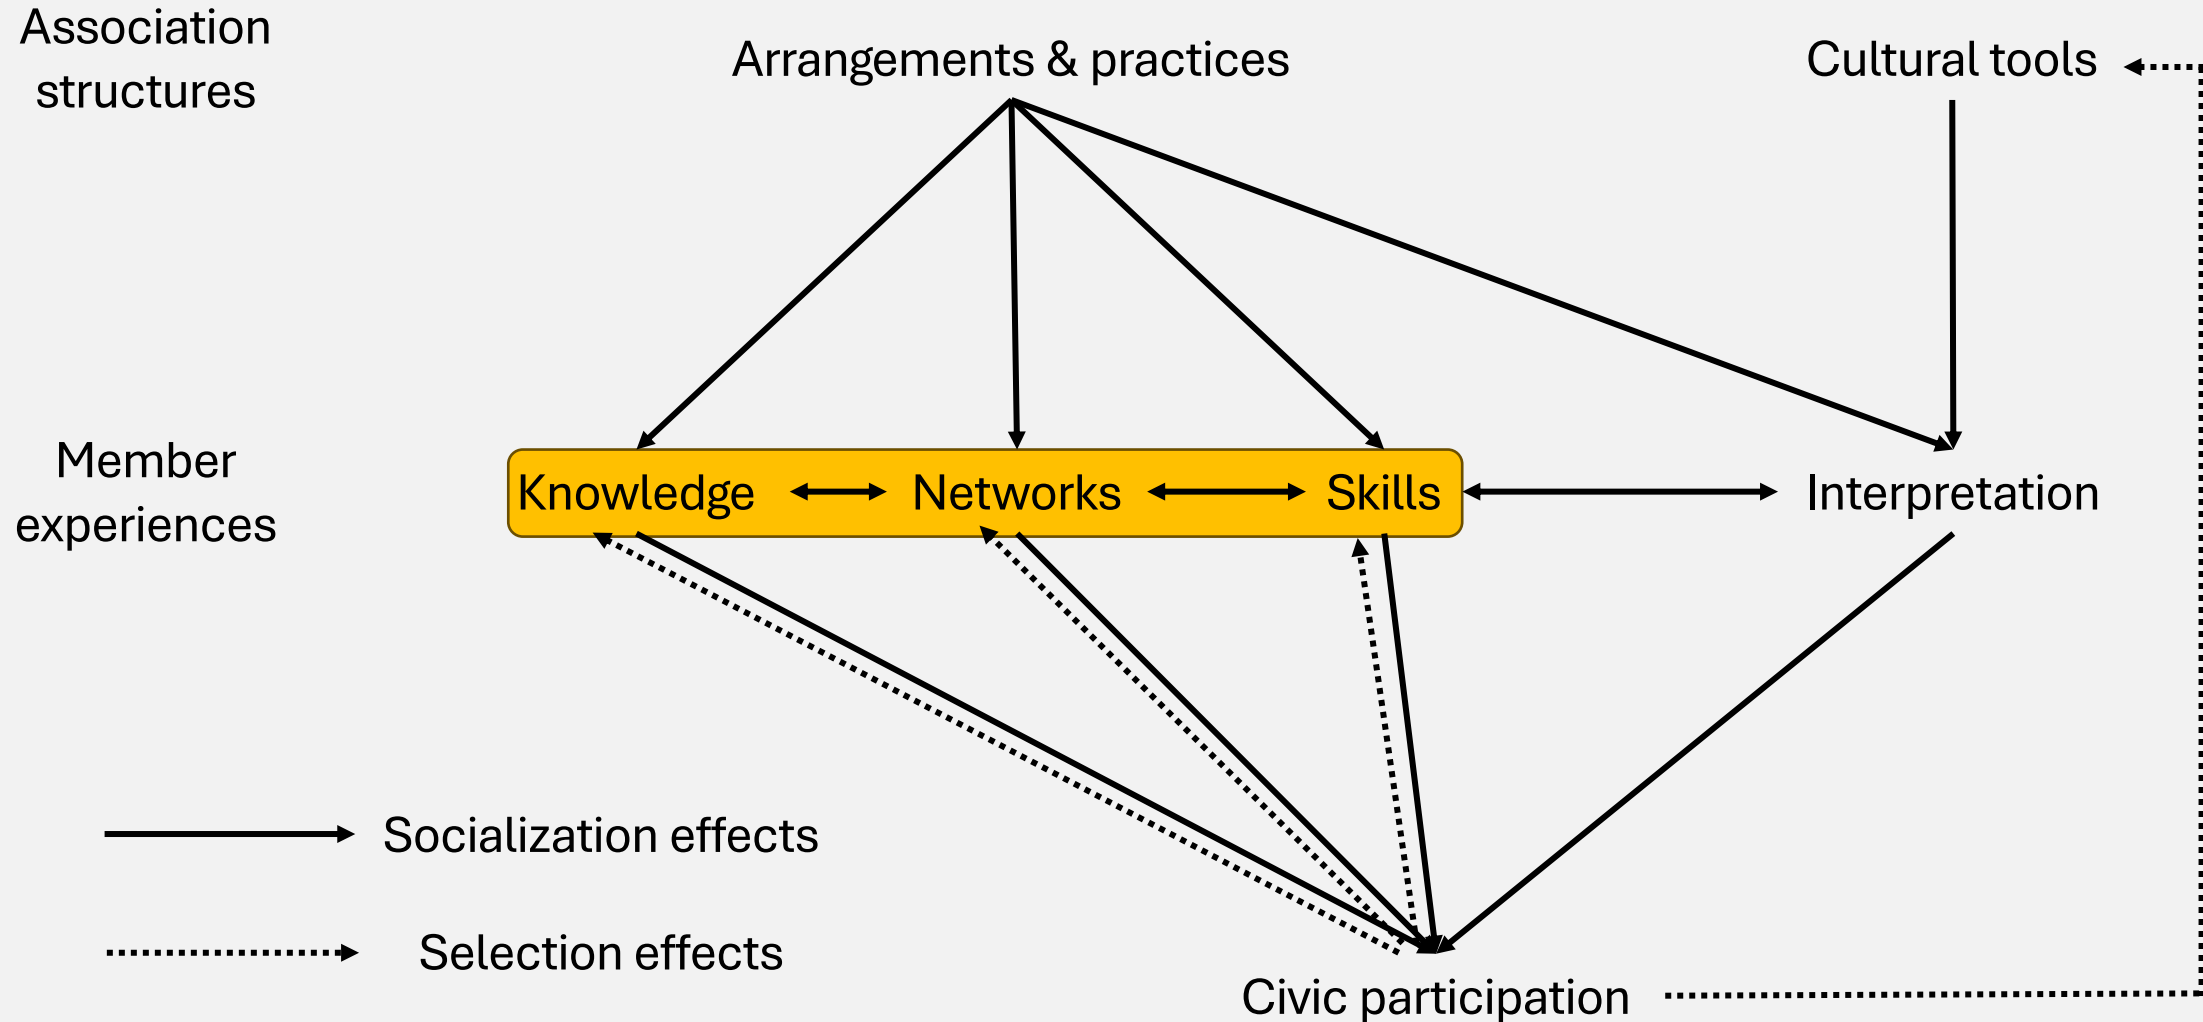 Association
structures
Arrangements & practices
Cultural tools
Member
experiences
Knowledge
Networks
Skills
Interpretation
Socialization effects
Selection effects
Civic participation